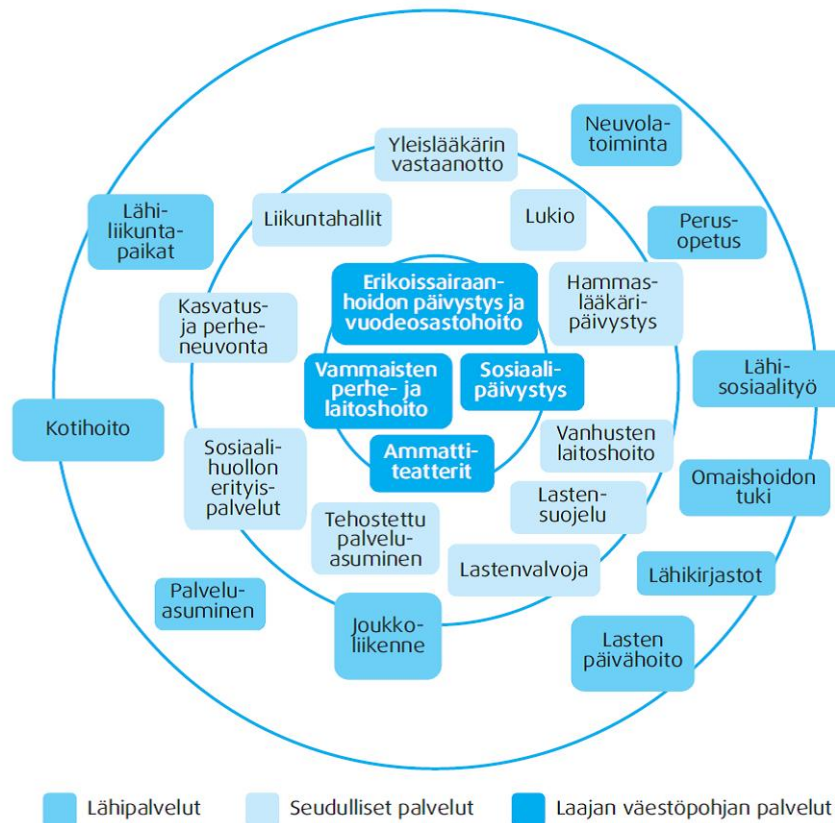 Neuvola-
toiminta
Yleislääkärin
vastaanotto
Lähi-
liikunta-
paikat
Liikuntahallit
Lukio
Perus-
opetus
Erikoissairaan-
hoidon päivystys ja
vuodeosastohoito
Hammas-
lääkäri-
päivystys
Kasvatus-
ja perhe-
neuvonta
Vammaisten
perhe- ja
laitoshoito
Sosiaali-
päivystys
Lähi-
sosiaalityö
Kotihoito
Sosiaali-
huollon
erityis-
palvelut
Ammatti-
teatterit
Vanhusten
laitoshoito
Omaishoidon
tuki
Lasten-
suojelu
Tehostettu
palvelu-
asuminen
Lastenvalvoja
Lähikirjastot
Palvelu-
asuminen
Joukko-
liikenne
Lasten
päivähoito
Lähipalvelut
Seudulliset palvelut
Laajan väestöpohjan palvelut